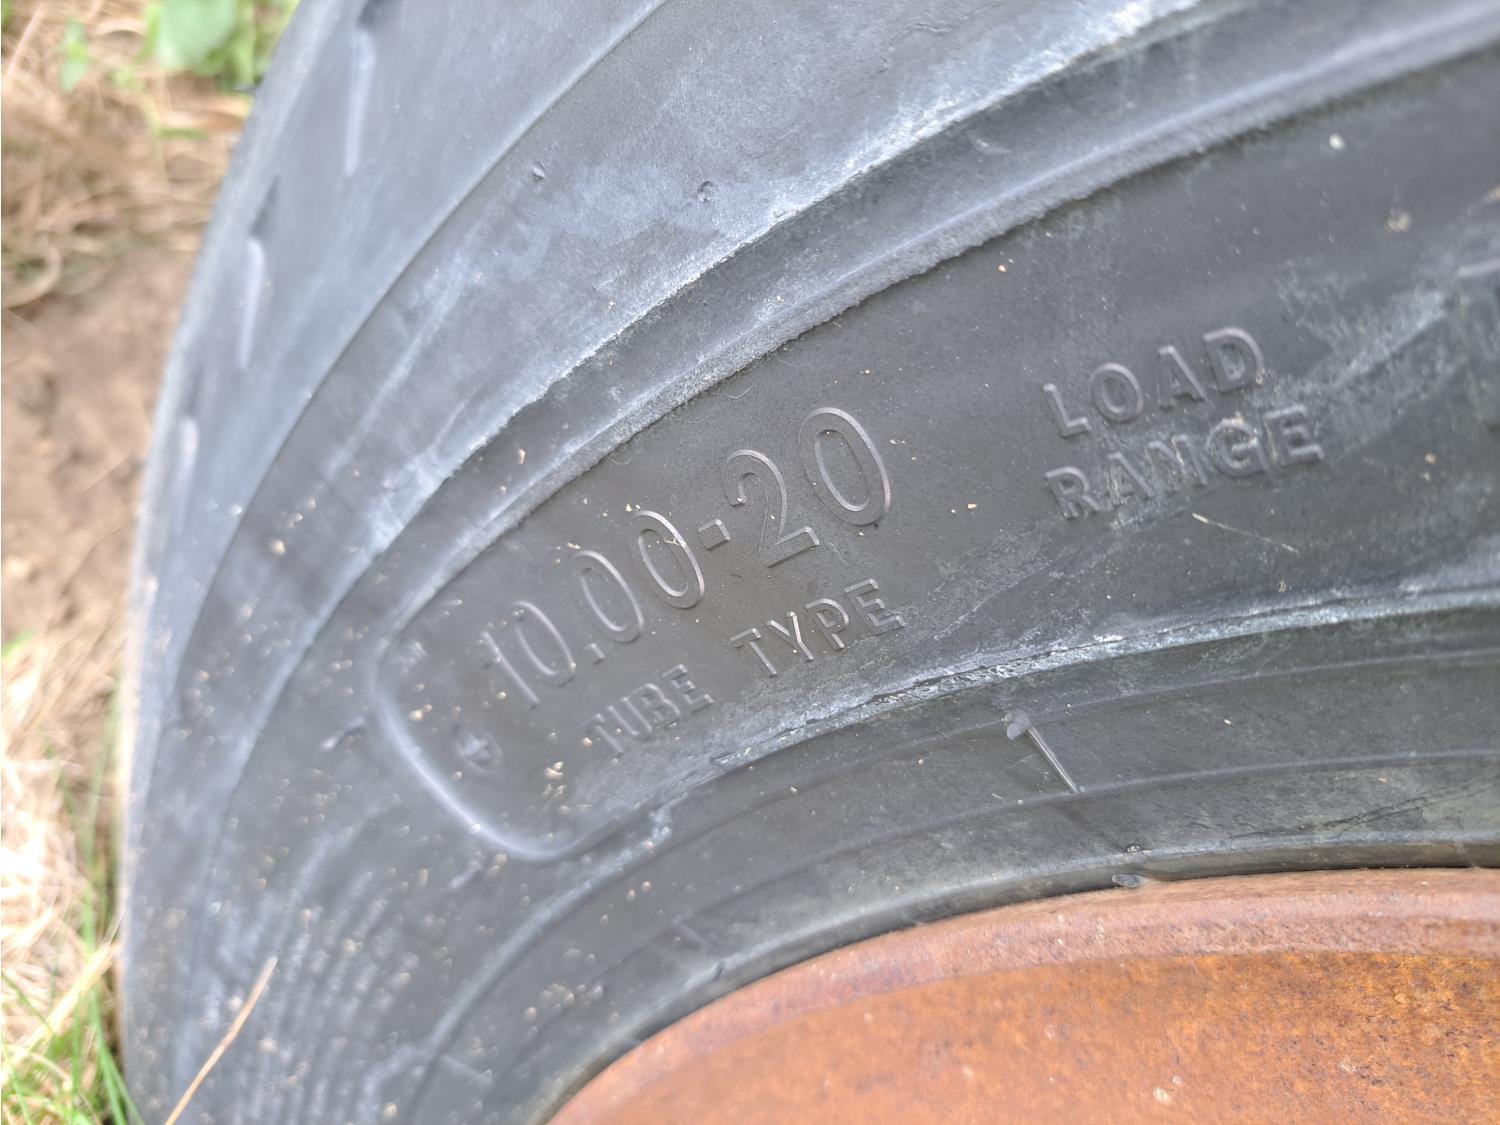 10.00-20
TUBE TYPE
LOAD
RANGE